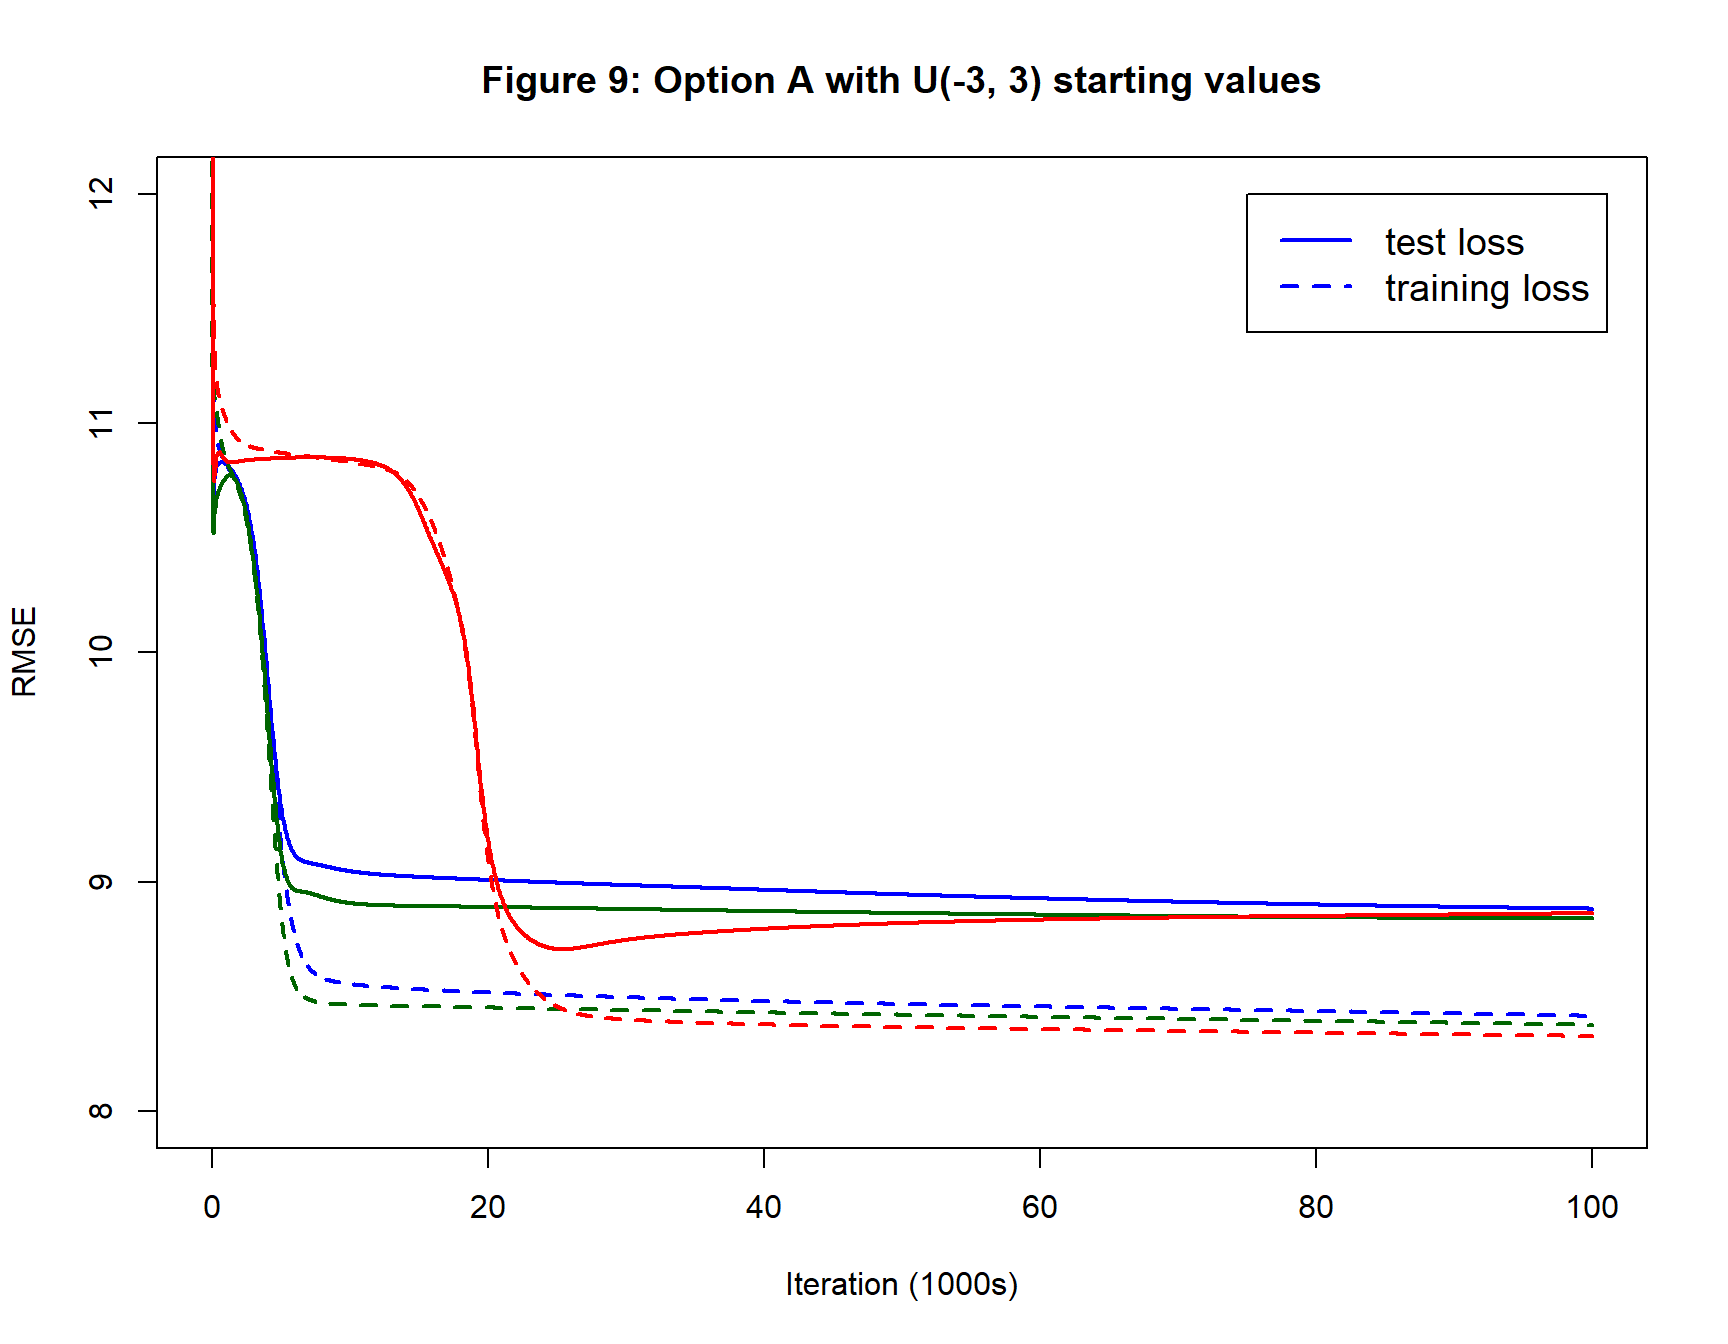 Figure 9: Option A with U(-3, 3) starting values
12
11
10
9
8
RMSE
test loss
training loss
0 20 40 60 80 100
Iteration (1000s)